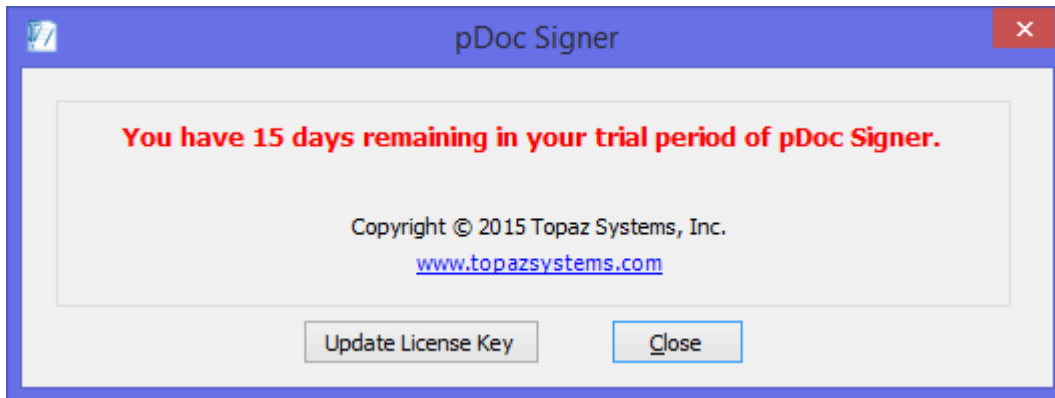 pDoc Signer
You have 15 days remaining in your trial period of pDoc Signer.
Copyright © 2015 Topaz Systems, Inc.
www.topazsystems.com
Update License Key
Close